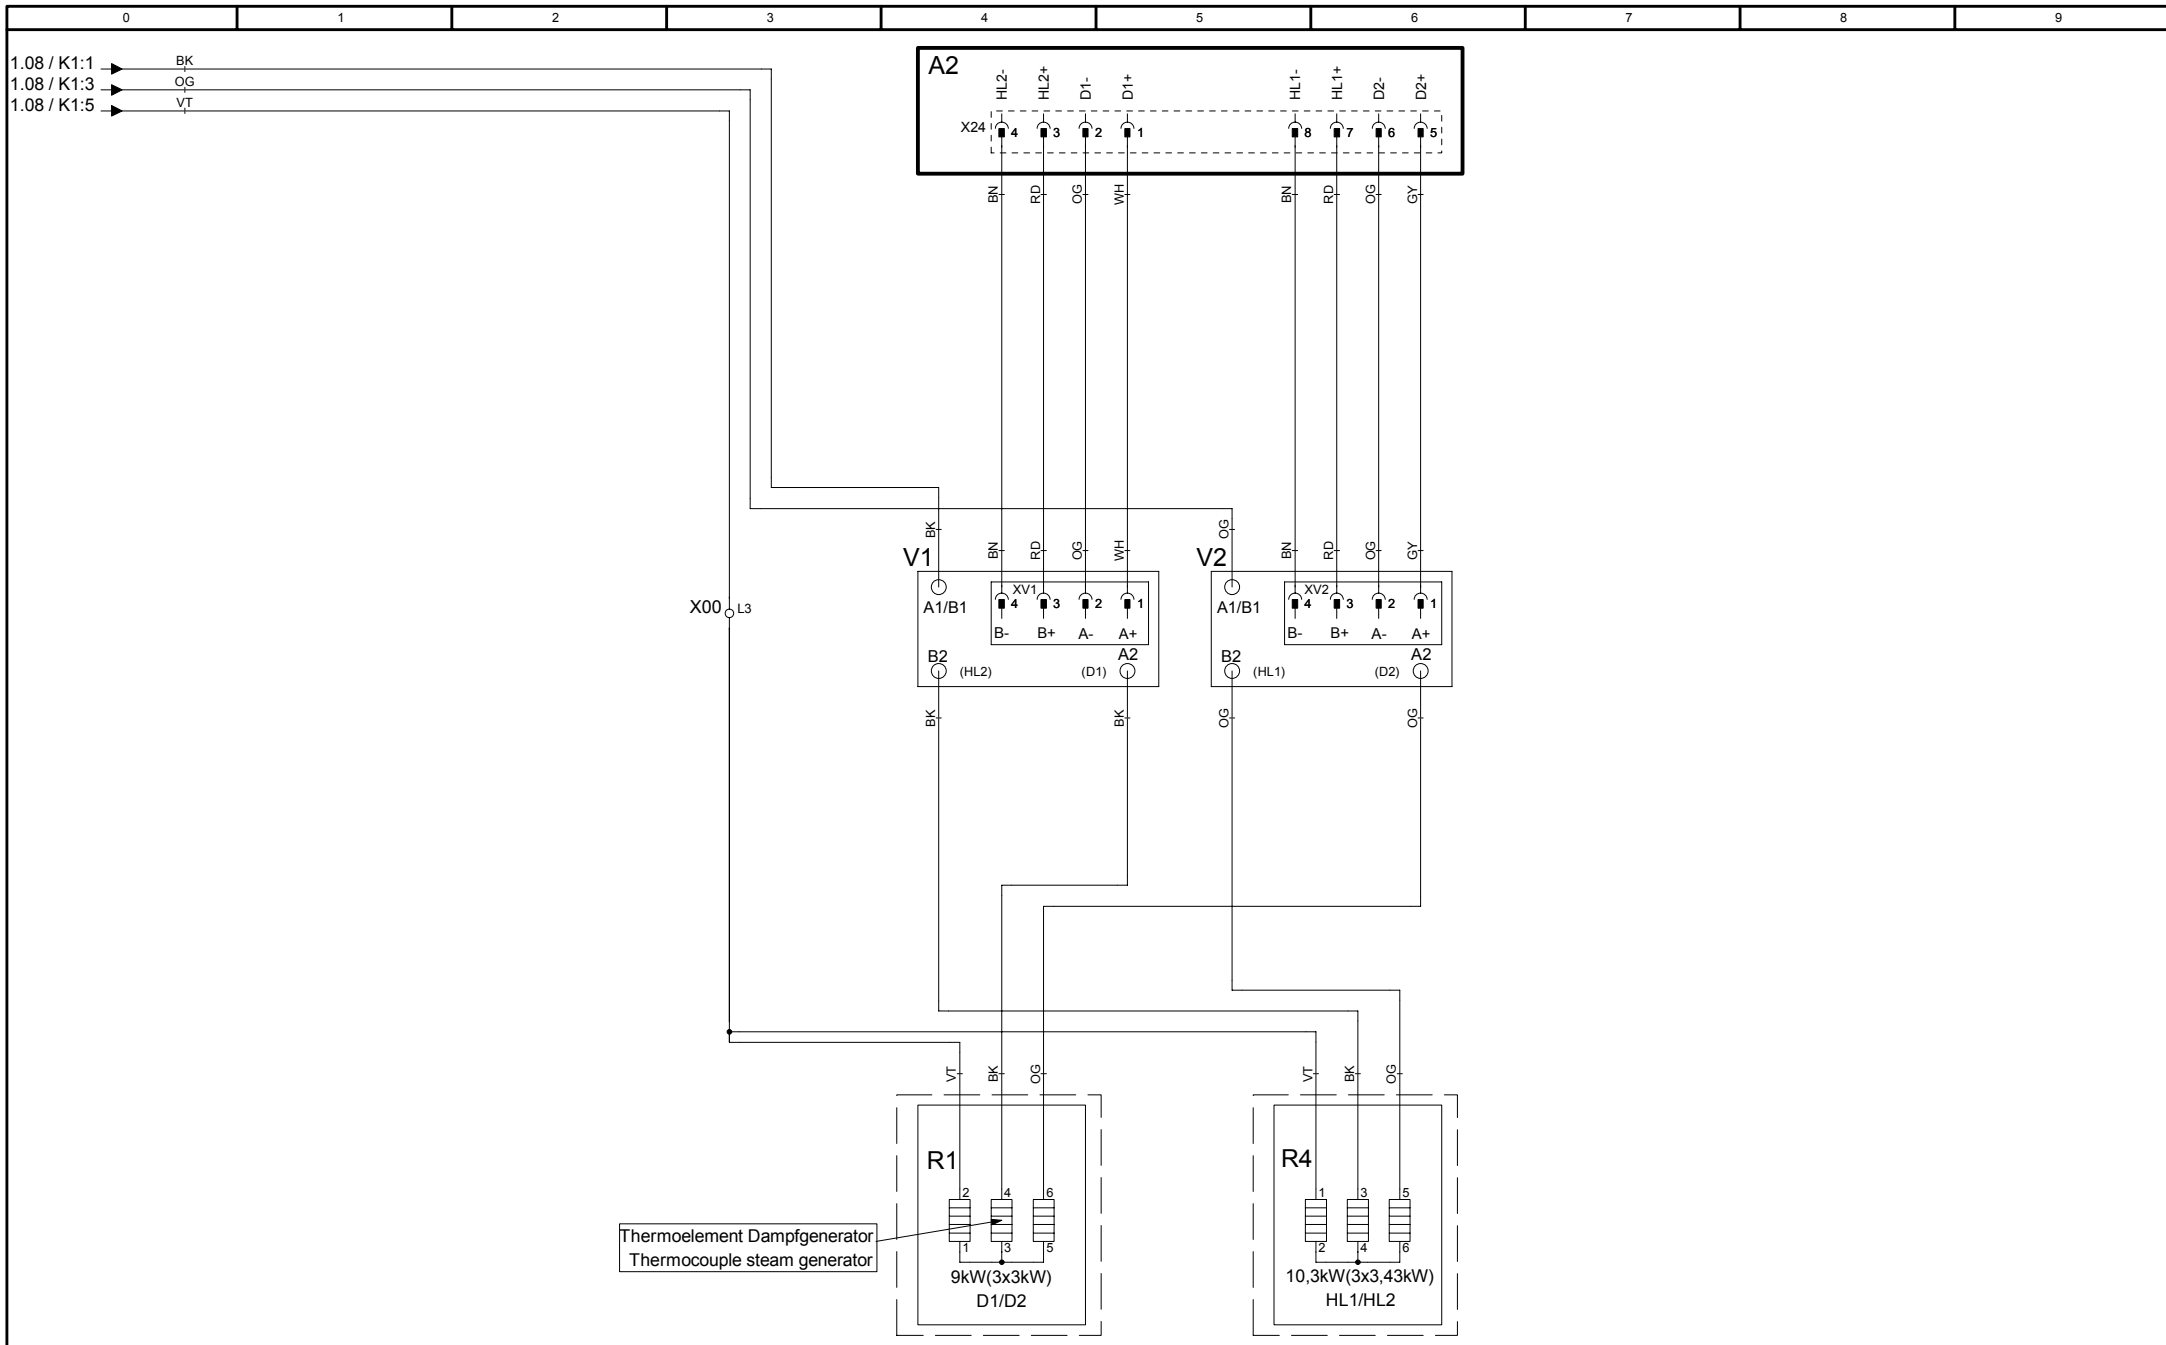 0 1 2 3 4 5 6 7 8 9
1.08 / K1:1 BK
1.08 / K1:3 OG
1.08 / K1:5 VT
A2
HL2- HL2+ D1- D1+ HL1- HL1+ D2- D2+
X24 4 3 2 1 8 7 6 5
BN RD OG WH BN RD OG GY
BK OG
V1 BN RD OG WH V2 BN RD OG GY
XV1 XV2
4 3 2 1 4 3 2 1
X00 L3 A1/B1 A1/B1
B- B+ A- A+ B- B+ A- A+
B2 A2 B2 A2
(HL2) (D1) (HL1) (D2)
BK BK OG OG
VT BK OG VT BK OG
R1 R4
2 4 6 1 3 5
Thermoelement Dampfgenerator
Thermocouple steam generator
1 3 5 2 4 6
9kW(3x3kW) 10,3kW(3x3,43kW)
D1/D2 HL1/HL2